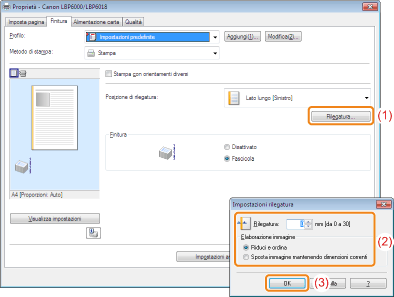 Proprietà - Canon LBP6000/LBP6018
Imposta pagina
Finitura
Alimentazione carta
Qualità
Profilo:
Impostazioni predefinite
Aggiungi(1)...
Modifica(2)...
Metodo di stampa:
Stampa
Stampa con orientamenti diversi
Posizione di rilegatura:
Lato lungo [Sinistro]
Rilegatura...
(1)
Finitura
Disattivato
Fascicola
A4 [Proporzioni: Auto]
Visualizza impostazioni
Impostazioni
Impostazioni rilegatura
Rilegatura:
mm [da 0 a 30]
(2)
Elaborazione immagine
Riduci e ordina
Sposta immagine mantenendo dimensioni correnti
OK
(3)
?